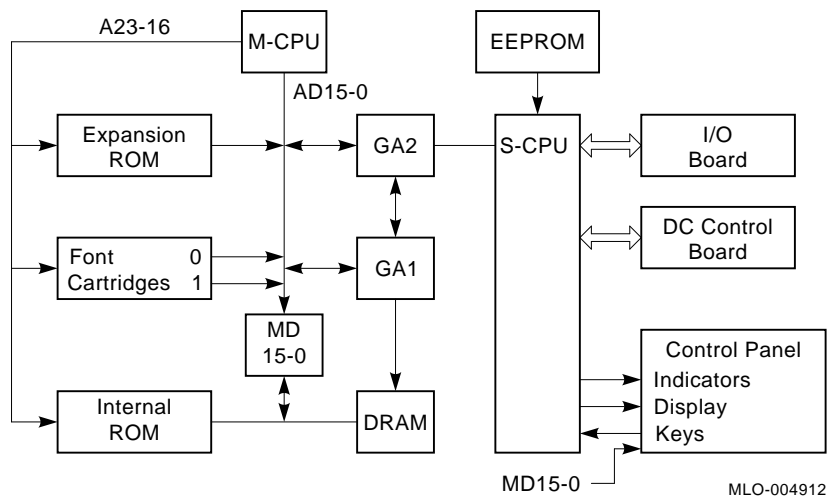 A23-16
M-CPU
EEPROM
AD15-0
Expansion
ROM
GA2
S-CPU
I/O
Board
Font 0
Cartridges 1
GA1
DC Control
Board
MD
15-0
Control Panel
Indicators
Display
Keys
Internal
ROM
DRAM
MD15-0
MLO-004912